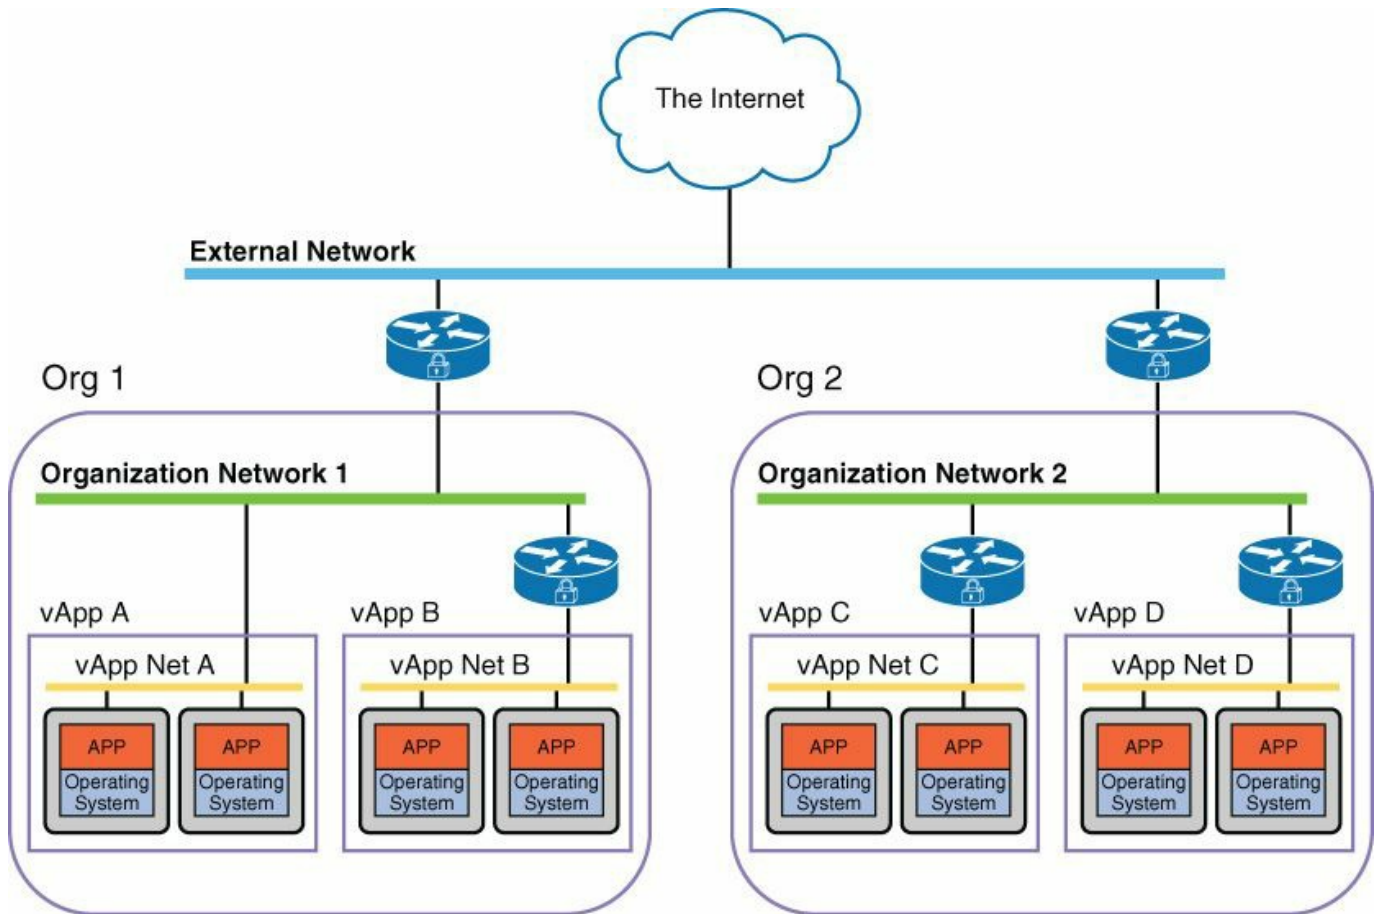 The Internet
External Network
Org 1
Org 2
Organization Network 1
Organization Network 2
vApp A
vApp B
vApp C
vApp D
vApp Net A
vApp Net B
vApp Net C
vApp Net D
APP
APP
APP
APP
APP
APP
APP
APP
Operating
System
Operating
System
Operating
System
Operating
System
Operating
System
Operating
System
Operating
System
Operating
System